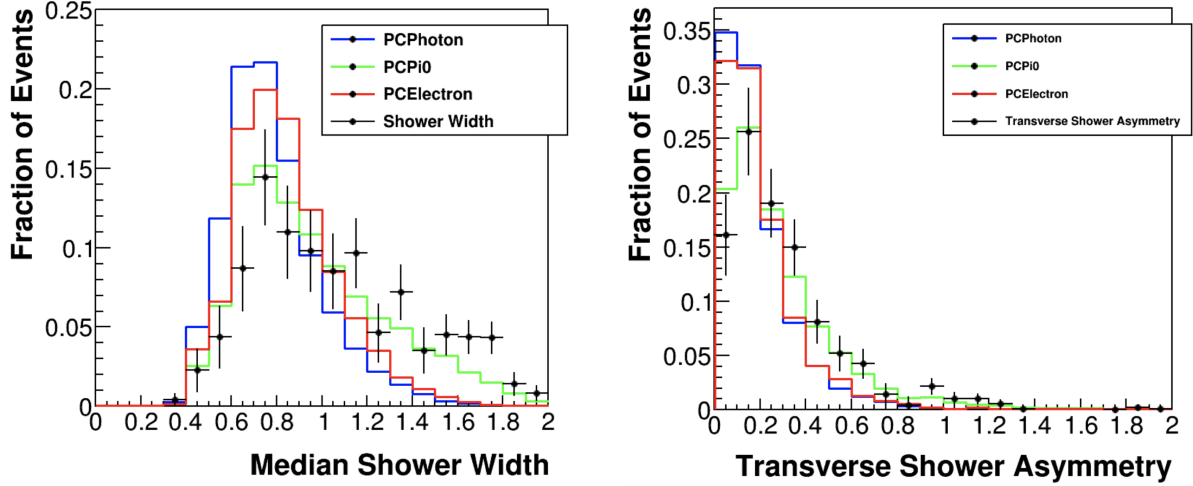 Fraction of Events
0.25
0.2
0.15
0.1
0.05
0
PCPhoton
PCPi0
PCElectron
Shower Width
0 0.2 0.4 0.6 0.8 1 1.2 1.4 1.6 1.8 2
Median Shower Width
Fraction of Events
0.35
0.3
0.25
0.2
0.15
0.1
0.05
0
PCPhoton
PCPi0
PCElectron
Transverse Shower Asymmetry
0 0.2 0.4 0.6 0.8 1 1.2 1.4 1.6 1.8 2
Transverse Shower Asymmetry